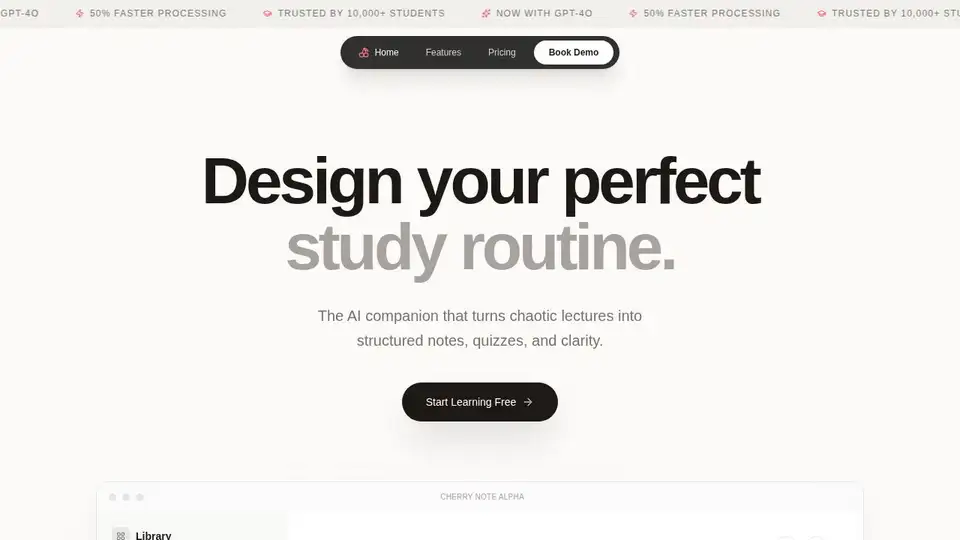 GPT-4O 50% FASTER PROCESSING TRUSTED BY 10,000+ STUDENTS NOW WITH GPT-4O 50% FASTER PROCESSING TRUSTED BY 10,000+
Home Features Pricing Book Demo
Design your perfect
study routine.
The AI companion that turns chaotic lectures into
structured notes, quizzes, and clarity.
Start Learning Free
CHERRY NOTE ALPHA
Library